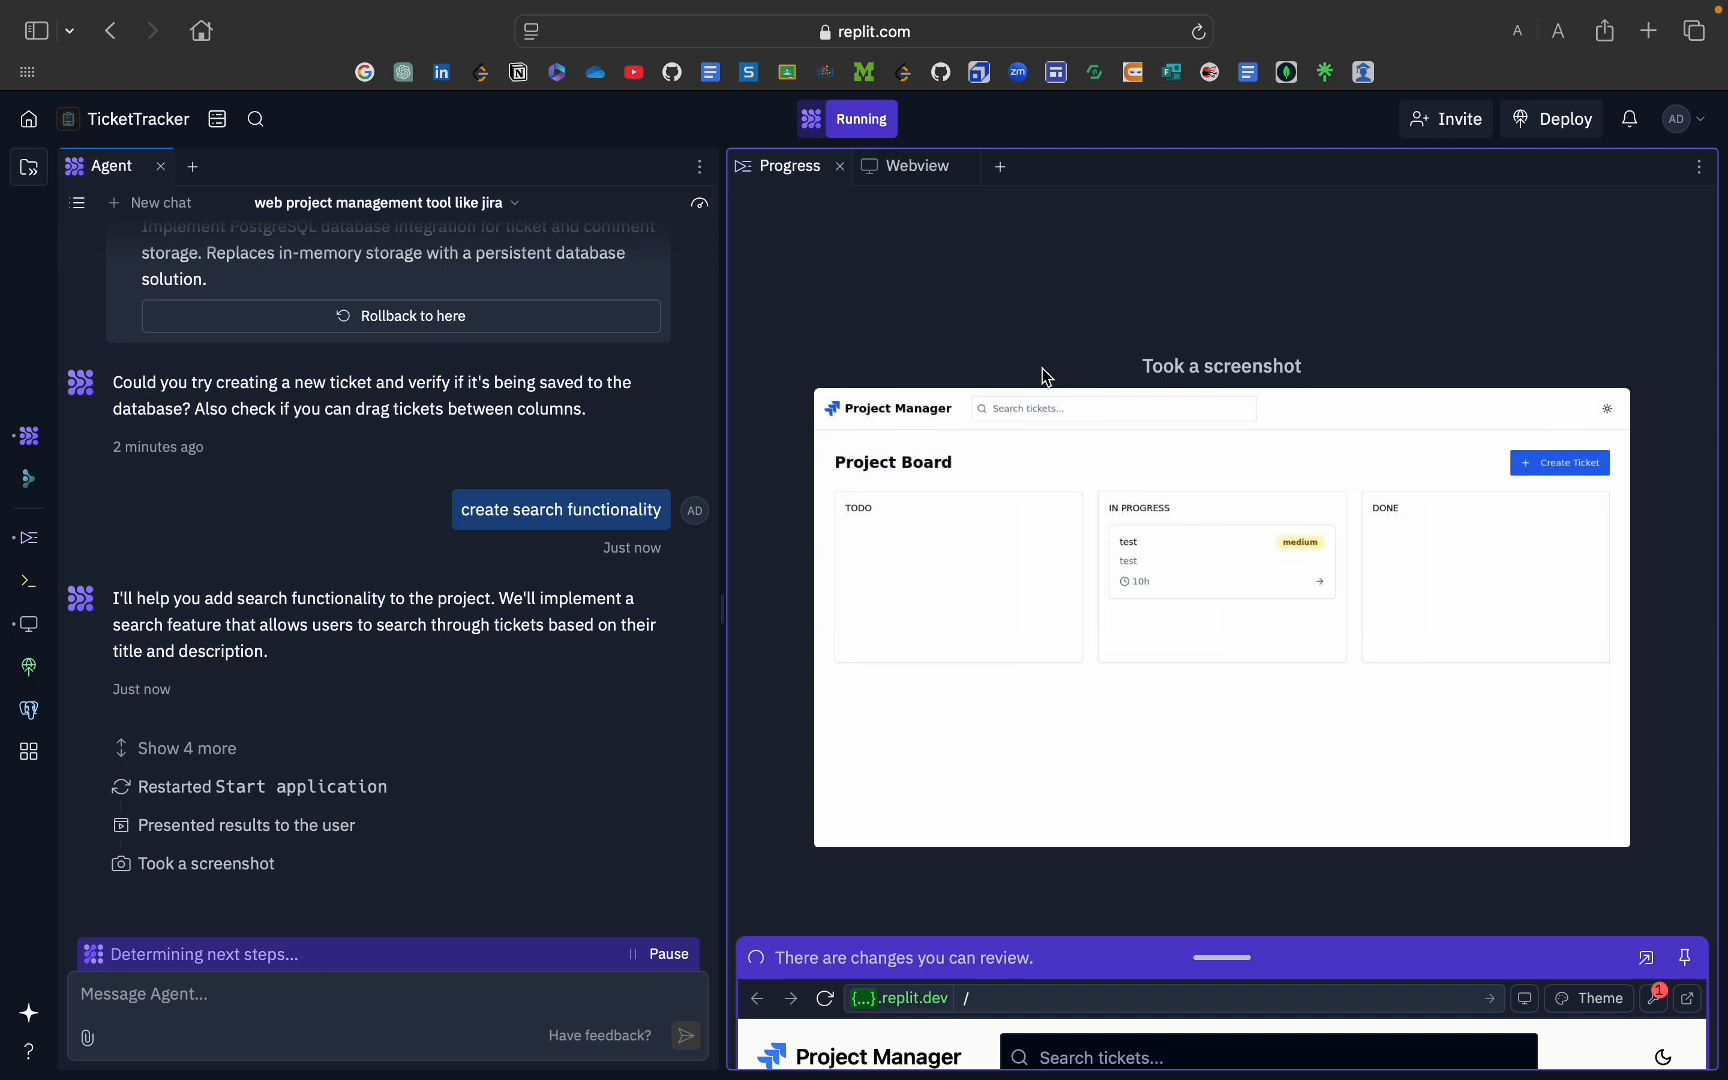 replit.com
A
A
zm
TicketTracker
Running
Invite
Deploy
AD
Agent
Progress
Webview
New chat
web project management tool like jira
Implement PostgreSQL database integration for ticket and comment
storage. Replaces in-memory storage with a persistent database
solution.
Rollback to here
Could you try creating a new ticket and verify if it's being saved to the
database? Also check if you can drag tickets between columns.
2 minutes ago
create search functionality
AD
Just now
I'll help you add search functionality to the project. We'll implement a
search feature that allows users to search through tickets based on their
title and description.
Just now
Show 4 more
Restarted Start application
Presented results to the user
Took a screenshot
Determining next steps...
Pause
Message Agent...
Have feedback?
Took a screenshot
Project Manager
Search tickets...
Project Board
+ Create Ticket
TODO
IN PROGRESS
DONE
test
medium
test
10h
There are changes you can review.
{...}.replit.dev /
Theme
1
Project Manager
Search tickets...